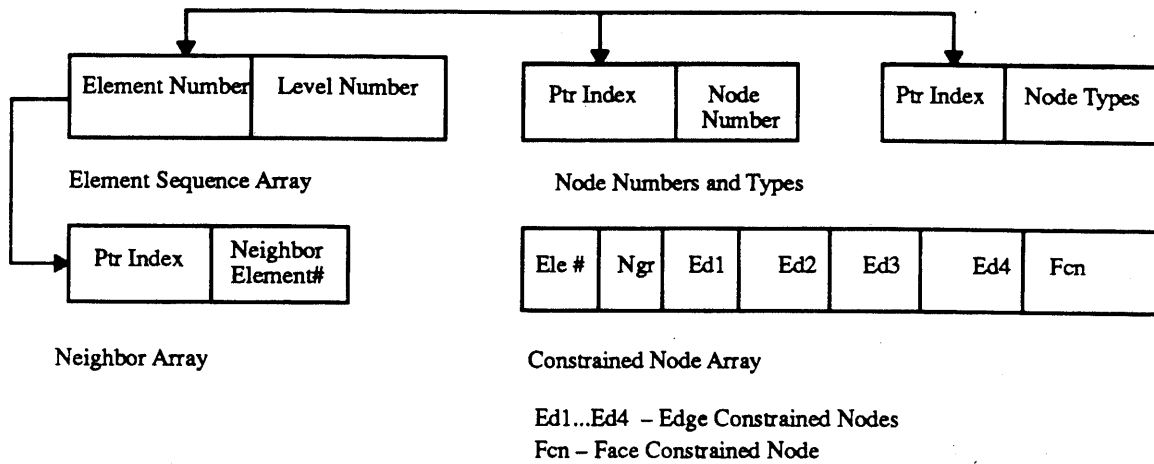 Element Number Level Number
Ptr Index Node Number
Ptr Index Node Types
Element Sequence Array
Node Numbers and Types
Ptr Index Neighbor Element#
Ele # Ngr Ed1 Ed2 Ed3 Ed4 Fcn
Neighbor Array
Constrained Node Array
Ed1...Ed4 – Edge Constrained Nodes
Fcn – Face Constrained Node